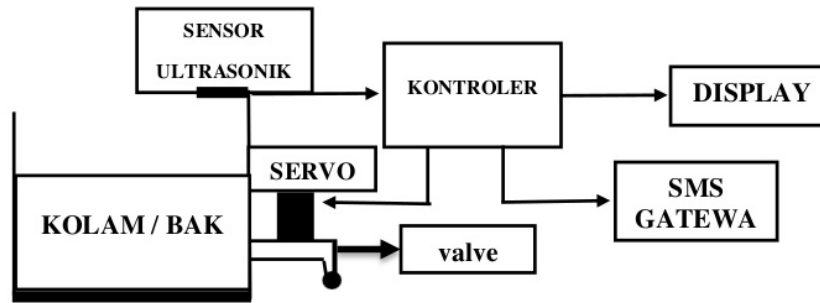 SENSOR
ULTRASONIK
KONTROLER
DISPLAY
SERVO
KOLAM / BAK
SMS
GATEWA
valve